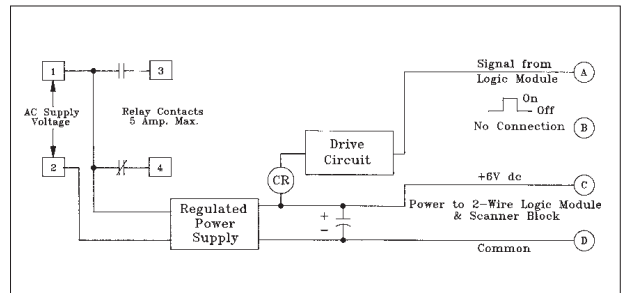 1
3
AC Supply
Voltage
Relay Contacts
5 Amp. Max.
2
4
Regulated
Power
Supply
CR
Drive
Circuit
+
-
Signal from
Logic Module
A
On
Off
No Connection
B
+6V dc
C
Power to 2-Wire Logic Module
& Scanner Block
Common
D